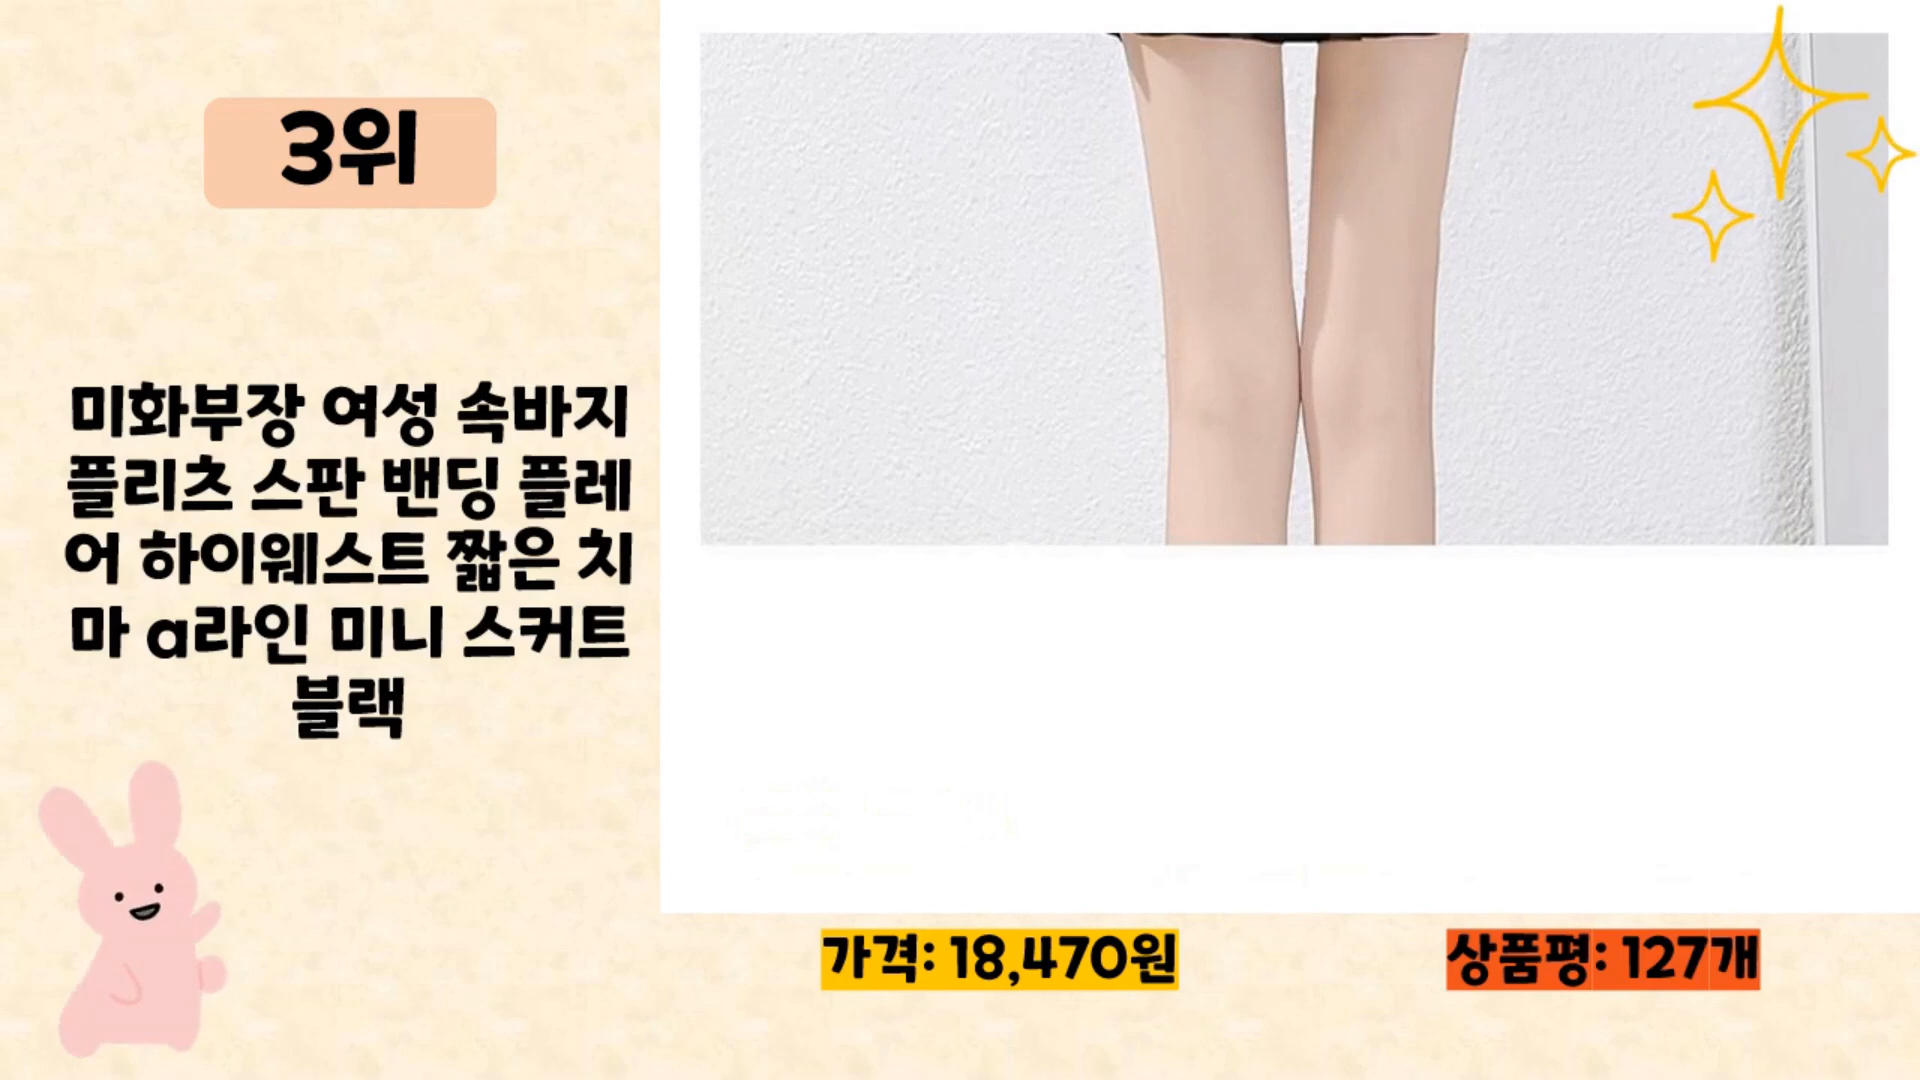 3위
미화부장 여성 속바지
플리츠 스판 밴딩 플레
어 하이웨스트 짧은 치
마 a라인 미니 스커트
블랙
가격: 18,470원
상품평: 127개